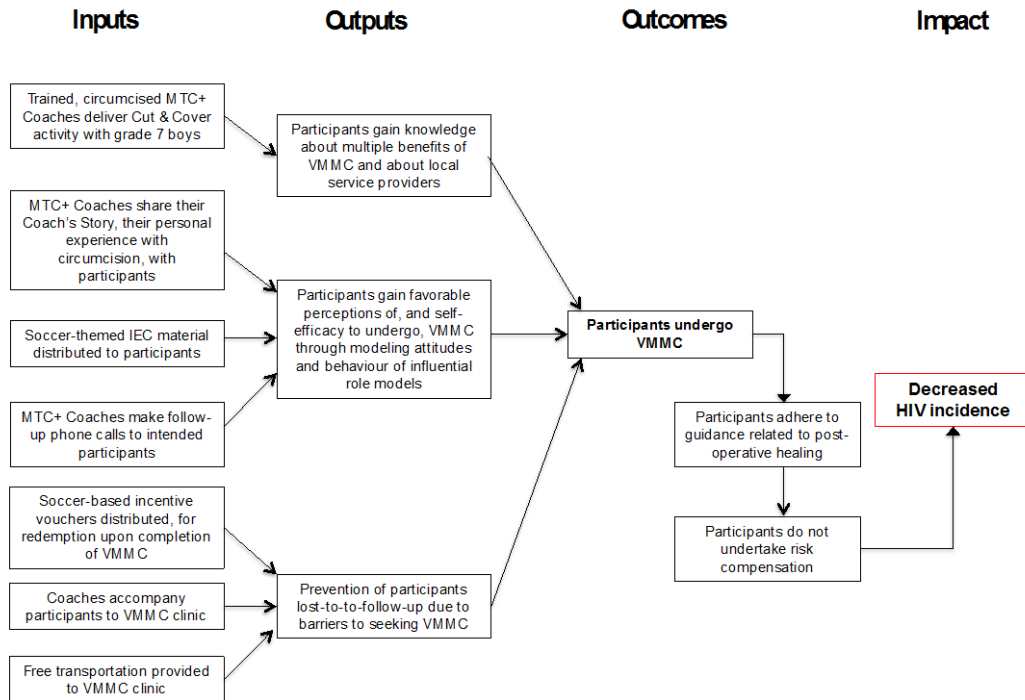 Inputs
Outputs
Outcomes
Impact
Trained, circumcised MTC+
Coaches deliver Cut & Cover
activity with grade 7 boys
MTC+ Coaches share their
Coach's Story, their personal
experience with
circumcision, with
participants
Soccer-themed IEC material
distributed to participants
MTC+ Coaches make follow-
up phone calls to intended
participants
Soccer-based incentive
vouchers distributed, for
redemption upon completion
of VMMC
Coaches accompany
participants to VMMC clinic
Free transportation provided
to VMMC clinic
Participants gain knowledge
about multiple benefits of
VMMC and about local
service providers
Participants gain favorable
perceptions of, and self-
efficacy to undergo, VMMC
through modeling attitudes
and behaviour of influential
role models
Prevention of participants
lost-to-to-follow-up due to
barriers to seeking VMMC
Participants undergo
VMMC
Participants adhere to
guidance related to post-
operative healing
Participants do not
undertake risk
compensation
Decreased
HIV incidence